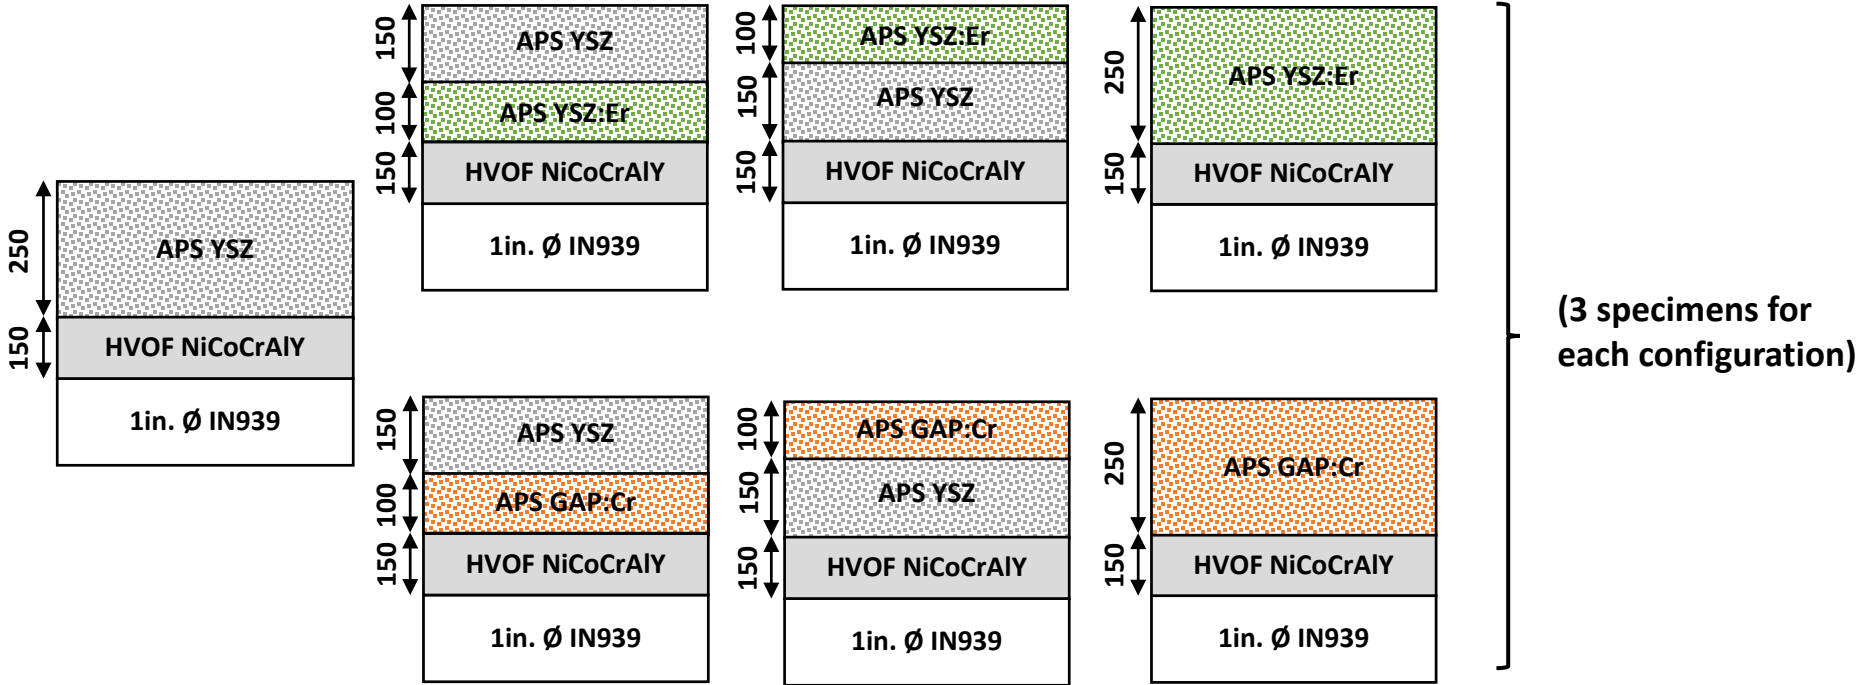 250
150
APS YSZ
HVOF NiCoCrAlY
1in. Ø IN939
150
100
150
APS YSZ
APS YSZ:Er
HVOF NiCoCrAlY
1in. Ø IN939
100
150
150
APS YSZ:Er
APS YSZ
HVOF NiCoCrAlY
1in. Ø IN939
250
150
APS YSZ:Er
HVOF NiCoCrAlY
1in. Ø IN939
150
100
150
APS YSZ
APS GAP:Cr
HVOF NiCoCrAlY
1in. Ø IN939
100
150
150
APS GAP:Cr
APS YSZ
HVOF NiCoCrAlY
1in. Ø IN939
250
150
APS GAP:Cr
HVOF NiCoCrAlY
1in. Ø IN939
(3 specimens for
each configuration)